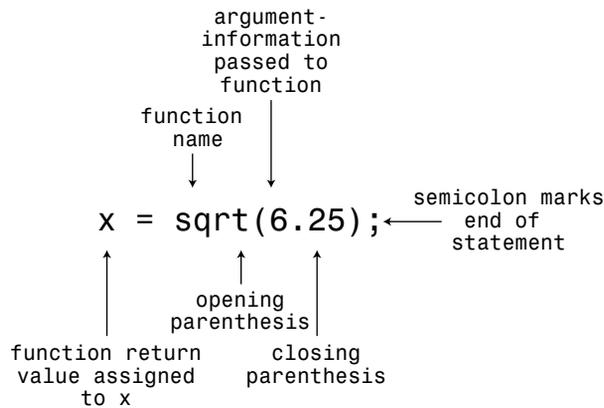 argument-
information
passed to
function
function
name
x = sqrt(6.25);
semicolon marks
end of
statement
opening
parenthesis
function return
value assigned
to x
closing
parenthesis